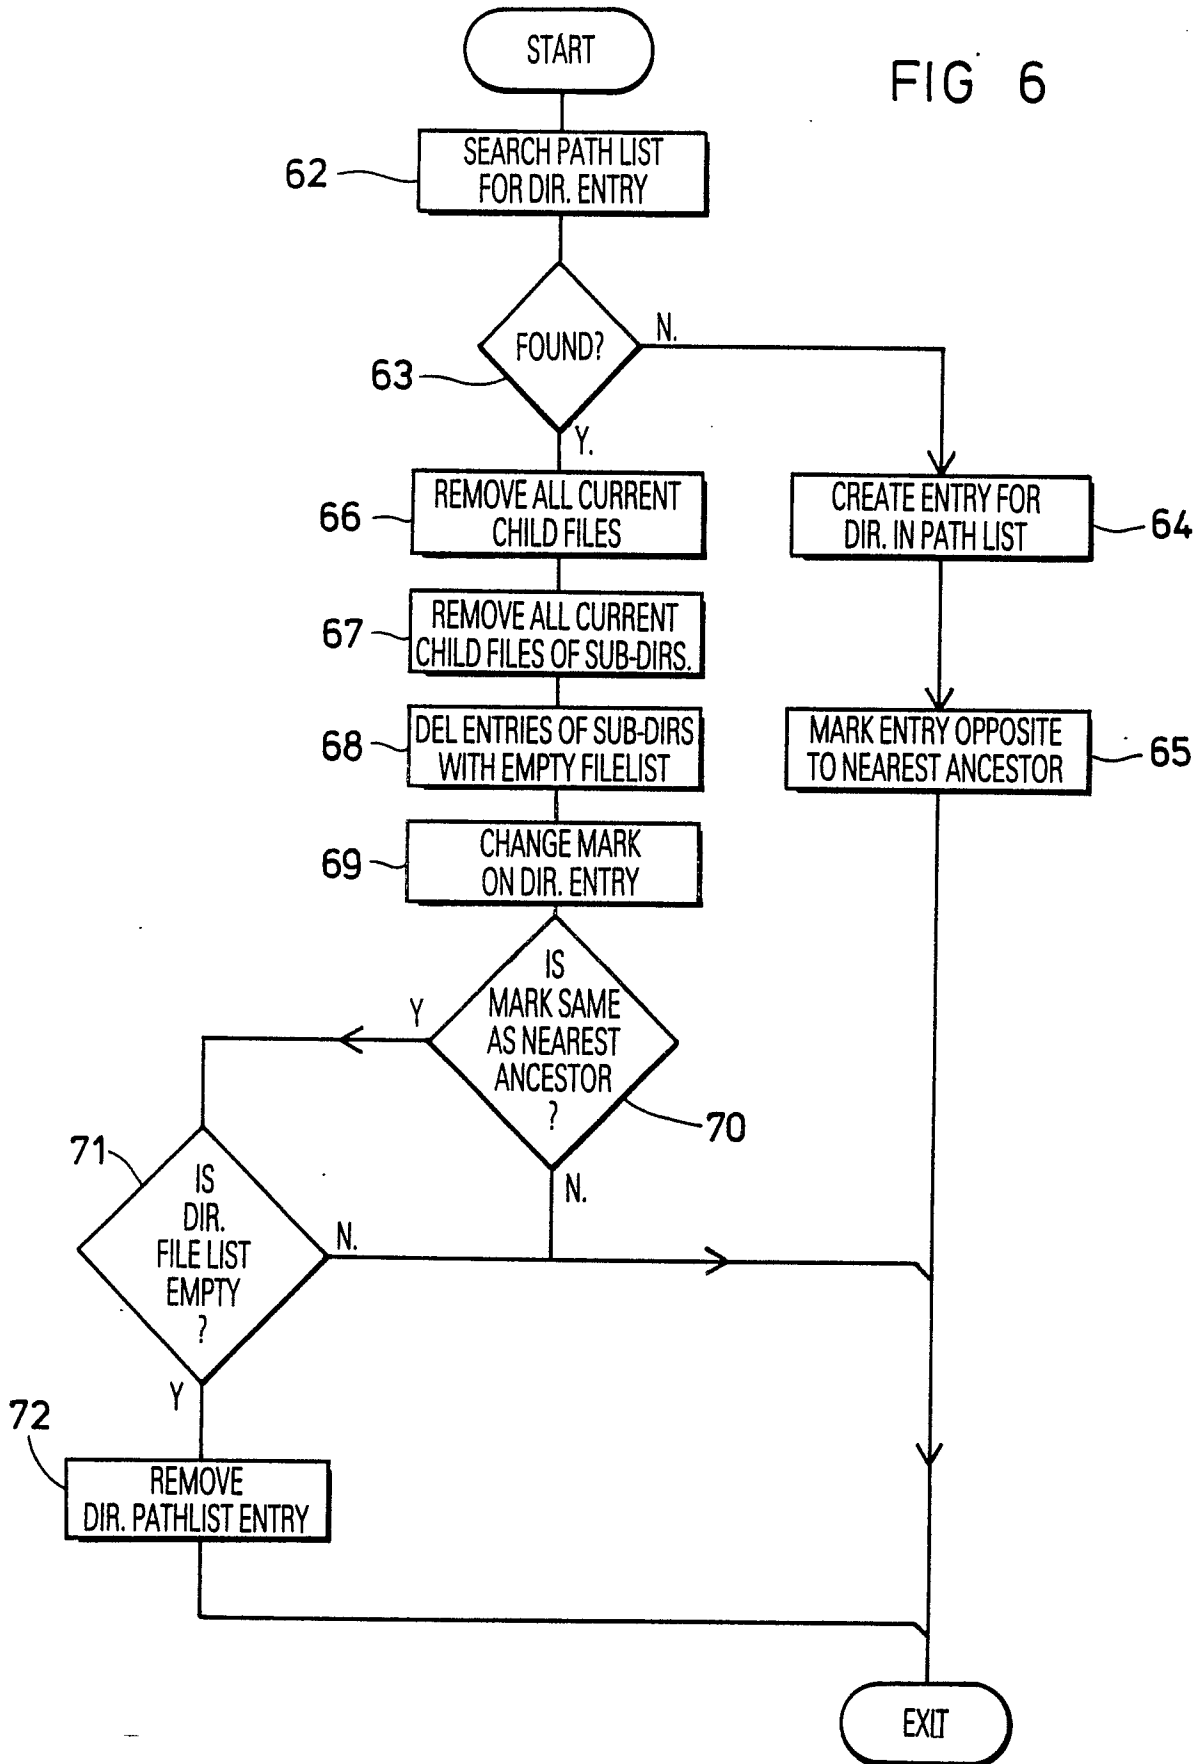 START
FIG 6
62
SEARCH PATH LIST
FOR DIR. ENTRY
63
FOUND?
N.
Y.
66
REMOVE ALL CURRENT
CHILD FILES
CREATE ENTRY FOR
DIR. IN PATH LIST
64
67
REMOVE ALL CURRENT
CHILD FILES OF SUB-DIRS.
68
DEL ENTRIES OF SUB-DIRS
WITH EMPTY FILELIST
MARK ENTRY OPPOSITE
TO NEAREST ANCESTOR
65
69
CHANGE MARK
ON DIR. ENTRY
IS
MARK SAME
AS NEAREST
ANCESTOR
?
Y
70
N.
71
IS
DIR.
FILE LIST
EMPTY
?
N.
Y
72
REMOVE
DIR. PATHLIST ENTRY
EXIT